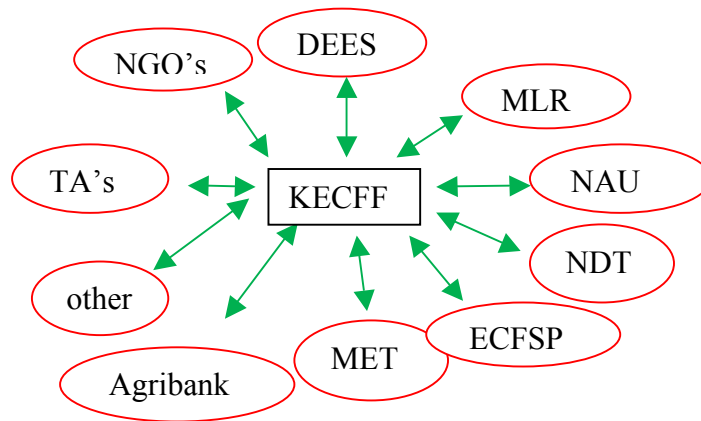 DEES
NGO’s
MLR
TA’s
KECFF
NAU
NDT
other
ECFSP
MET
Agribank